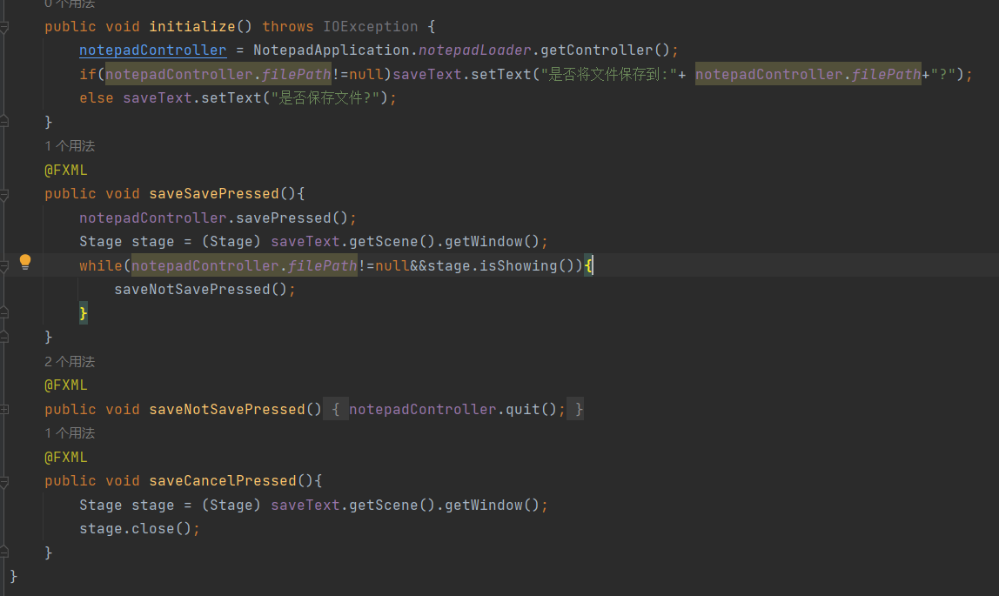 0 个用法
public void initialize() throws IOException {
notepadController = NotepadApplication.notepadLoader.getController();
if(notepadController.filePath!=null)saveText.setText("是否将文件保存到:"+ notepadController.filePath+"?");
else saveText.setText("是否保存文件?");
}
1 个用法
@FXML
public void saveSavePressed(){
notepadController.savePressed();
Stage stage = (Stage) saveText.getScene().getWindow();
while(notepadController.filePath!=null&&stage.isShowing()){
saveNotSavePressed();
}
}
2 个用法
@FXML
public void saveNotSavePressed() { notepadController.quit(); }
1 个用法
@FXML
public void saveCancelPressed(){
Stage stage = (Stage) saveText.getScene().getWindow();
stage.close();
}
}